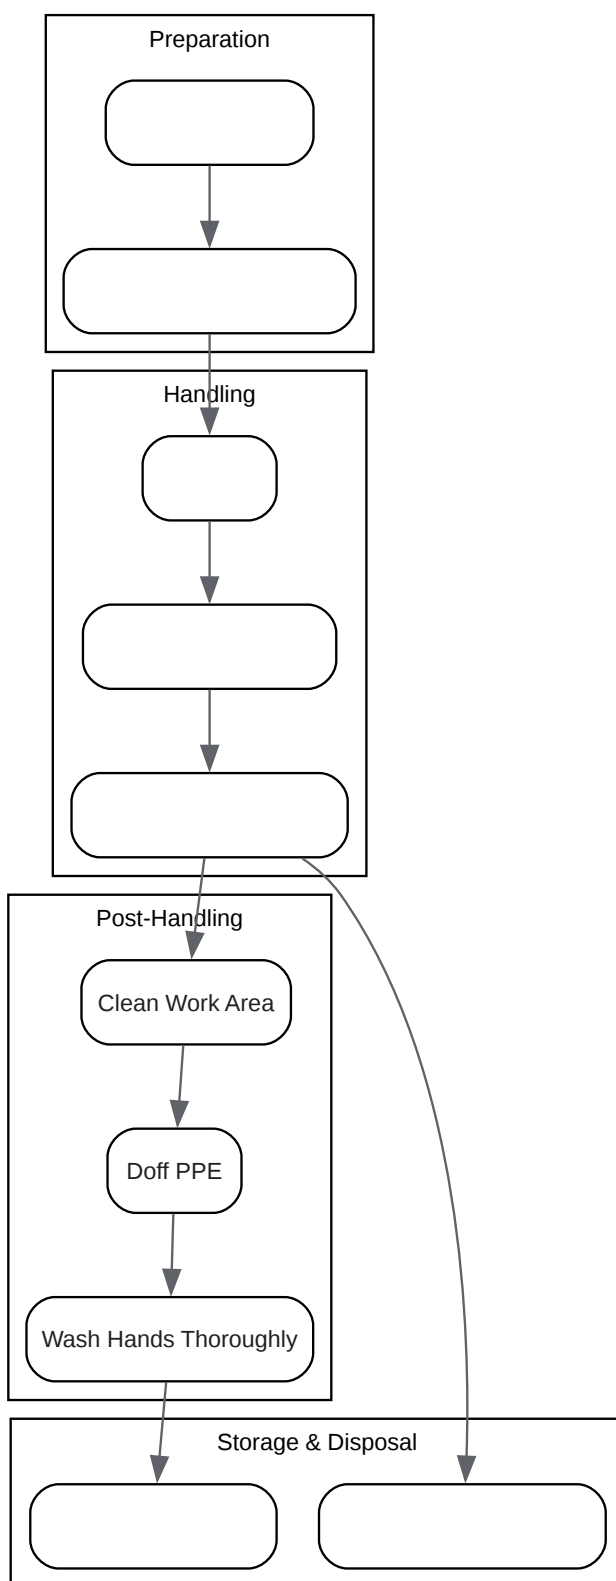 Preparation
Handling
Post-Handling
Clean Work Area
Doff PPE
Wash Hands Thoroughly
Storage & Disposal